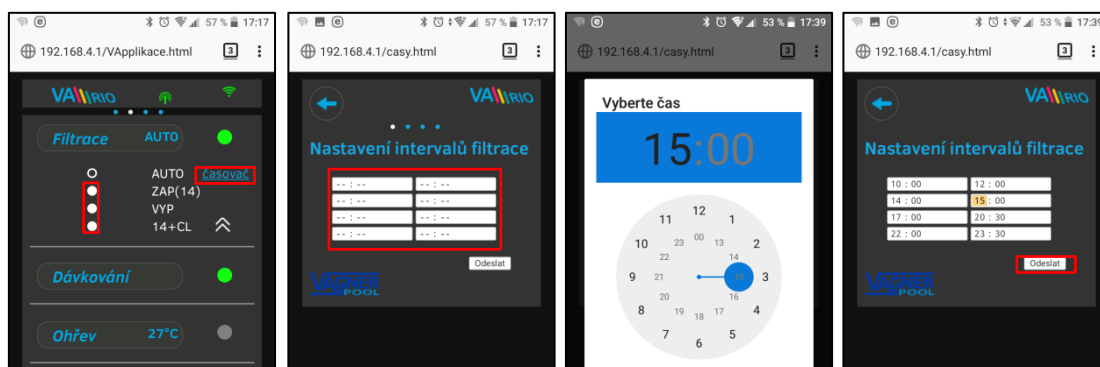 57 % 17:17
192.168.4.1/VApplikace.html 3
VA RIO
Filtrace AUTO
AUTO časovač
ZAP(14)
VYP
14+CL
Dávkování
Ohřev 27°C
57 % 17:17
192.168.4.1/casy.html 3
VA RIO
Nastavení intervalů filtrace
-- : -- -- : --
-- : -- -- : --
-- : -- -- : --
-- : -- -- : --
Odeslat
VAGNER
POOL
53 % 17:39
192.168.4.1/casy.html 3
Vyberte čas
15:00
12
11 1
00
23 13
10 2
22 14
9 21 15 3
20 16
8 4
19 17
18
7 5
6
53 % 17:39
192.168.4.1/casy.html 3
VA RIO
Nastavení intervalů filtrace
10 : 00 12 : 00
14 : 00 15 : 00
17 : 00 20 : 30
22 : 00 23 : 30
Odeslat
VAGNER
POOL